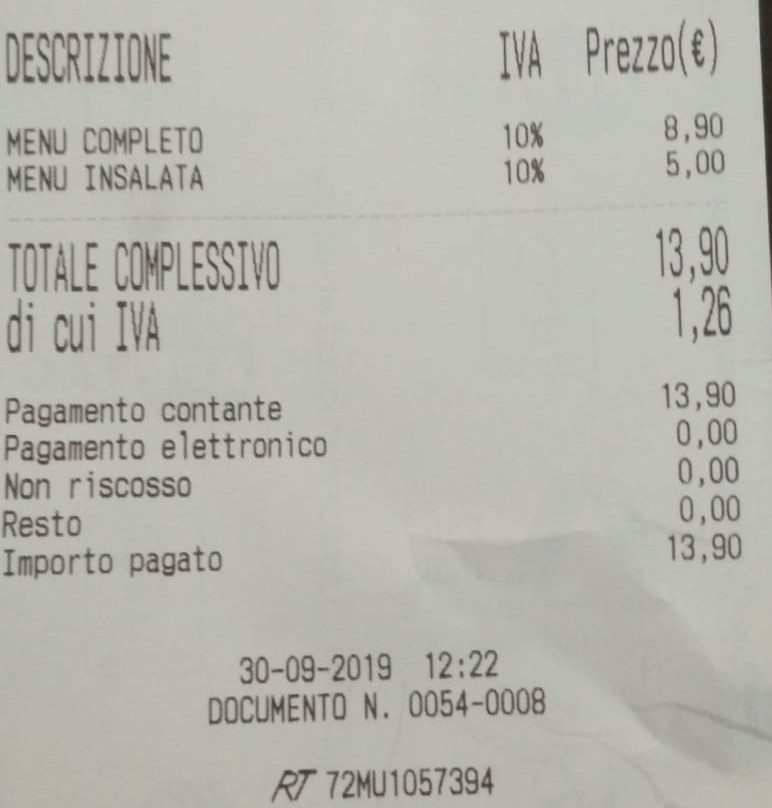 DESCRIZIONE IVA Prezzo(€)
MENU COMPLETO 10% 8,90
MENU INSALATA 10% 5,00
TOTALE COMPLESSIVO 13,90
di cui IVA 1,26
Pagamento contante 13,90
Pagamento elettronico 0,00
Non riscosso 0,00
Resto 0,00
Importo pagato 13,90
30-09-2019 12:22
DOCUMENTO N. 0054-0008
RT 72MU1057394